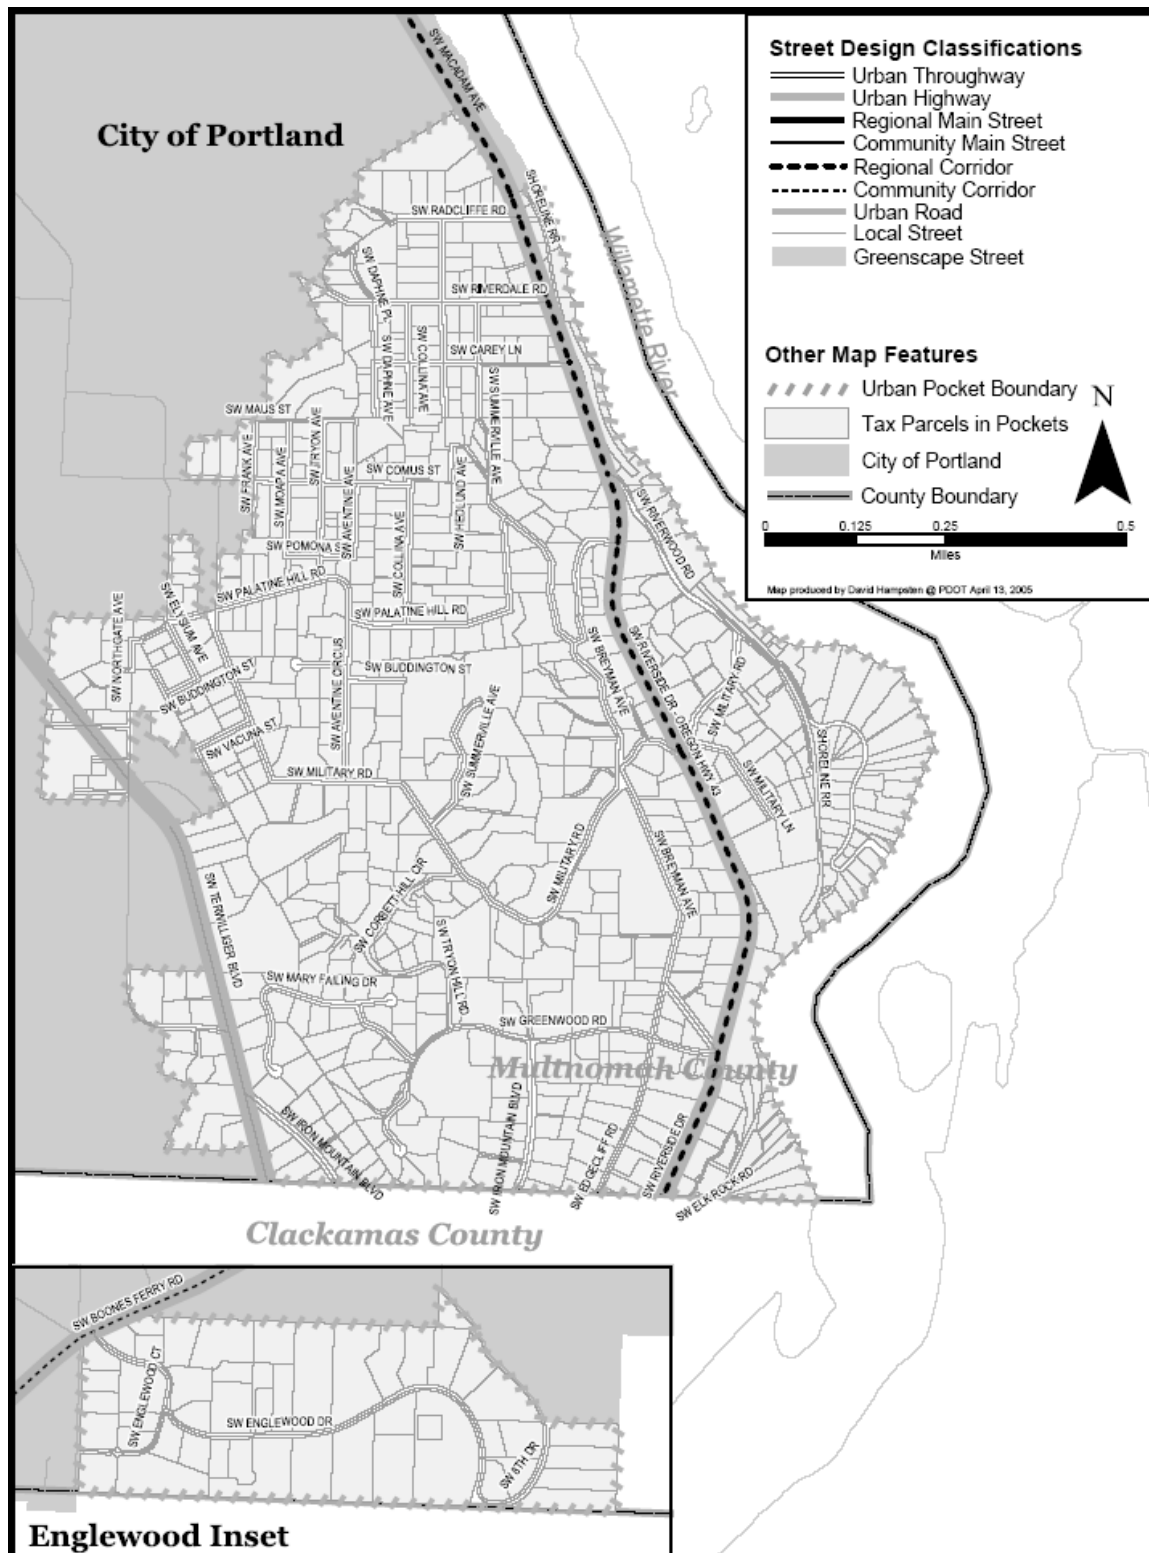 City of Portland
SW MACADAM AVE
Street Design Classifications
Urban Throughway
Urban Highway
Regional Main Street
Community Main Street
Regional Corridor
Community Corridor
Urban Road
Local Street
Greenscape Street
Other Map Features
Urban Pocket Boundary
Tax Parcels in Pockets
City of Portland
County Boundary
N
0 0.125 0.25 0.5
Miles
Map produced by David Hampsten @ PDOT April 13, 2005
SHORELINE RR
SW RADCLIFFE RD
Willamette River
SW DAPHNE PL
SW RIVERDALE RD
SW DAPHNE AVE
SW COLLINA AVE
SW CAREY LN
SW SUMMERVILLE AVE
SW MAUS ST
SW FRANK AVE
SW MOAPA AVE
SW TRYON AVE
SW AVENTINE AVE
SW COMUS ST
SW HEDLUND AVE
SW COLLINA AVE
SW RIVERWOOD RD
SW POMONA S
SW PALATINE HILL RD
SW PALATINE HILL RD
SW NORTHGATE AVE
SW ELYSIUM AVE
SW BUDDINGTON ST
SW BUDDINGTON ST
SW AVENTINE CIRCUS
SW BREYMAN AVE
SW RIVERSIDE DR - OREGON HWY 43
SW MILITARY RD
SW VACUNA ST
SW SUMMERVILLE AVE
SHORELINE RR
SW MILITARY RD
SW MILITARY LN
SW MILITARY RD
SW BREYMAN AVE
SW TERWILLIGER BLVD
SW CORBETT HILL CIR
SW TRYON HILL RD
SW MARY FAILING DR
SW GREENWOOD RD
Multnomah County
SW IRON MOUNTAIN BLVD
SW IRON MOUNTAIN BLVD
SW EDGECLIFF RD
SW RIVERSIDE DR
SW ELK ROCK RD
Clackamas County
SW BOONES FERRY RD
SW ENGLEWOOD CT
SW ENGLEWOOD DR
SW 8TH DR
Englewood Inset